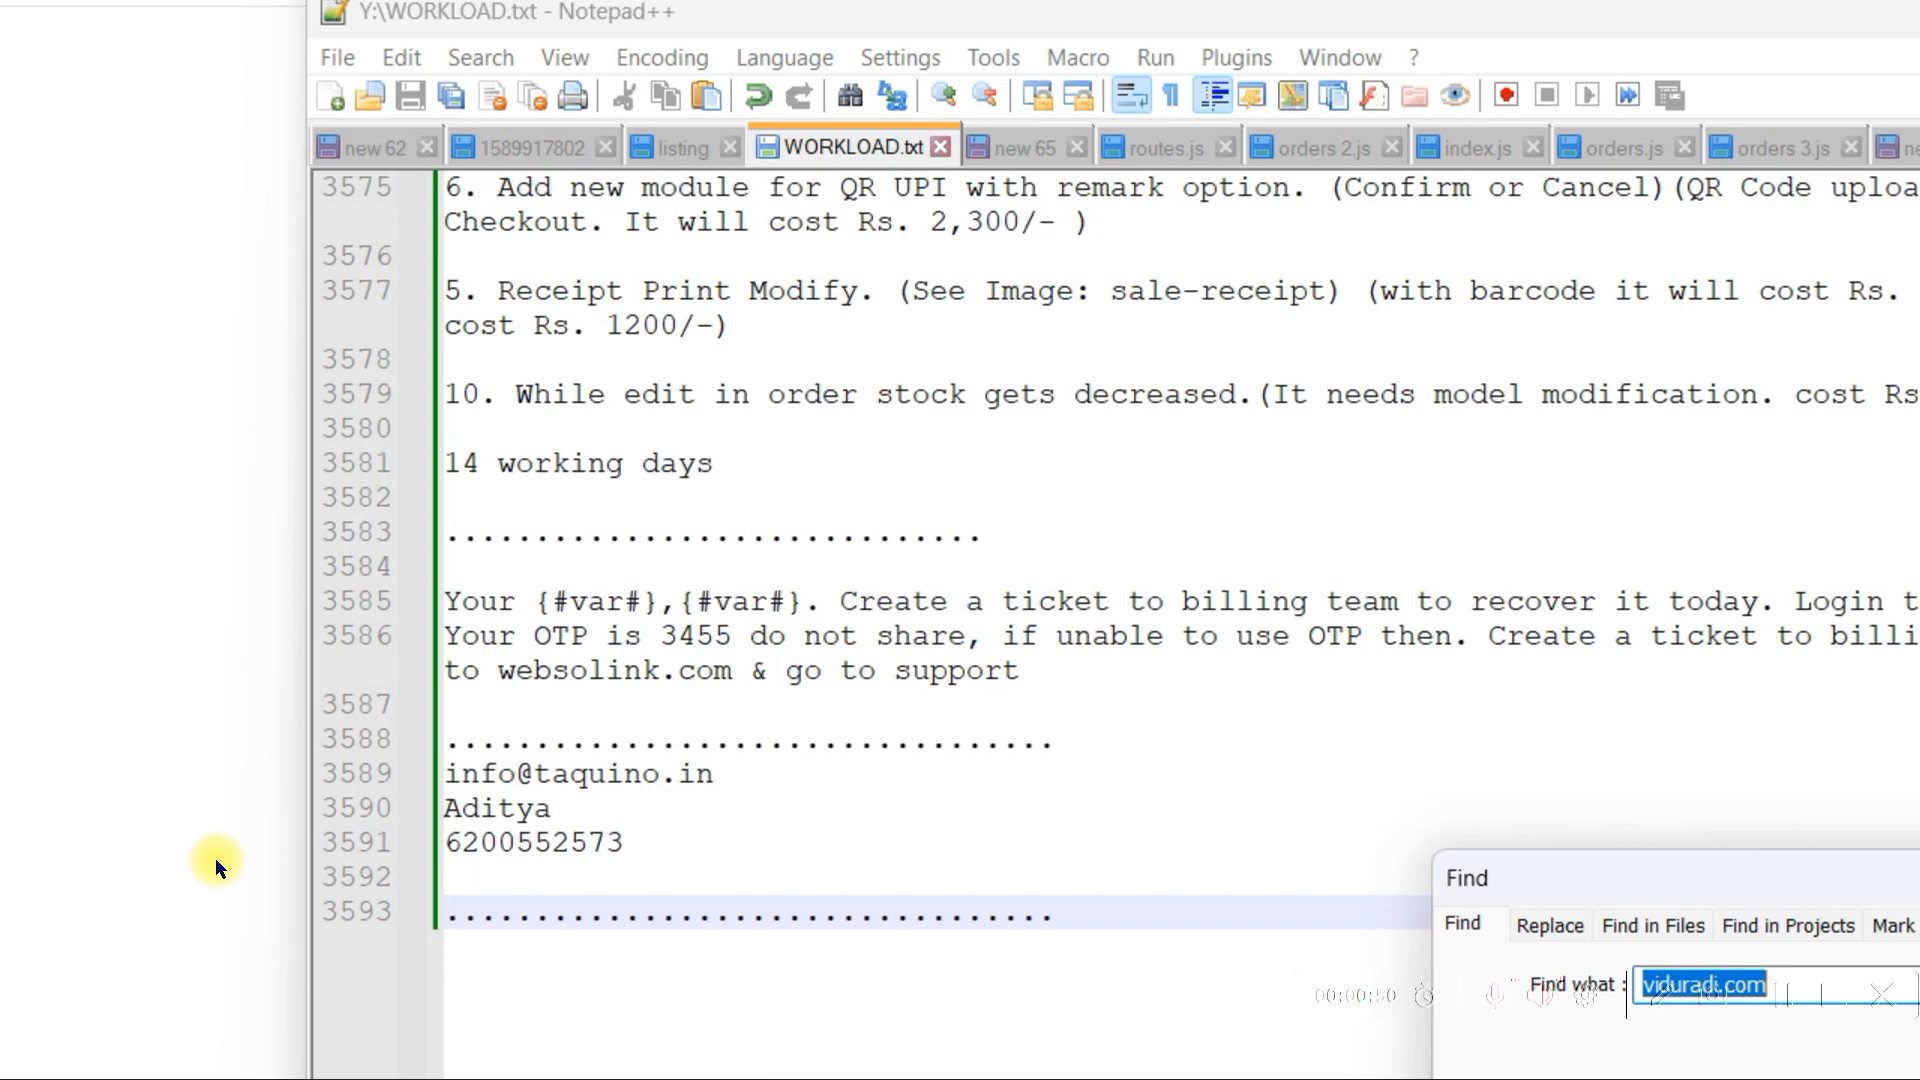 Y:\WORKLOAD.txt - Notepad++
File Edit Search View Encoding Language Settings Tools Macro Run Plugins Window ?
new 62 1589917802 listing WORKLOAD.txt new 65 routes.js orders 2.js index.js orders.js orders 3.js
3575 6. Add new module for QR UPI with remark option. (Confirm or Cancel)(QR Code uploa
Checkout. It will cost Rs. 2,300/- )
3576
3577 5. Receipt Print Modify. (See Image: sale-receipt) (with barcode it will cost Rs.
cost Rs. 1200/-)
3578
3579 10. While edit in order stock gets decreased.(It needs model modification. cost Rs
3580
3581 14 working days
3582
3583 ..............................
3584
3585 Your {#var#},{#var#}. Create a ticket to billing team to recover it today. Login t
3586 Your OTP is 3455 do not share, if unable to use OTP then. Create a ticket to billi
to websolink.com & go to support
3587
3588 ..................................
3589 info@taquino.in
3590 Aditya
3591 6200552573
3592
3593 ..................................
Find
Find Replace Find in Files Find in Projects Mark
Find what : viduradi.com
00:00:50